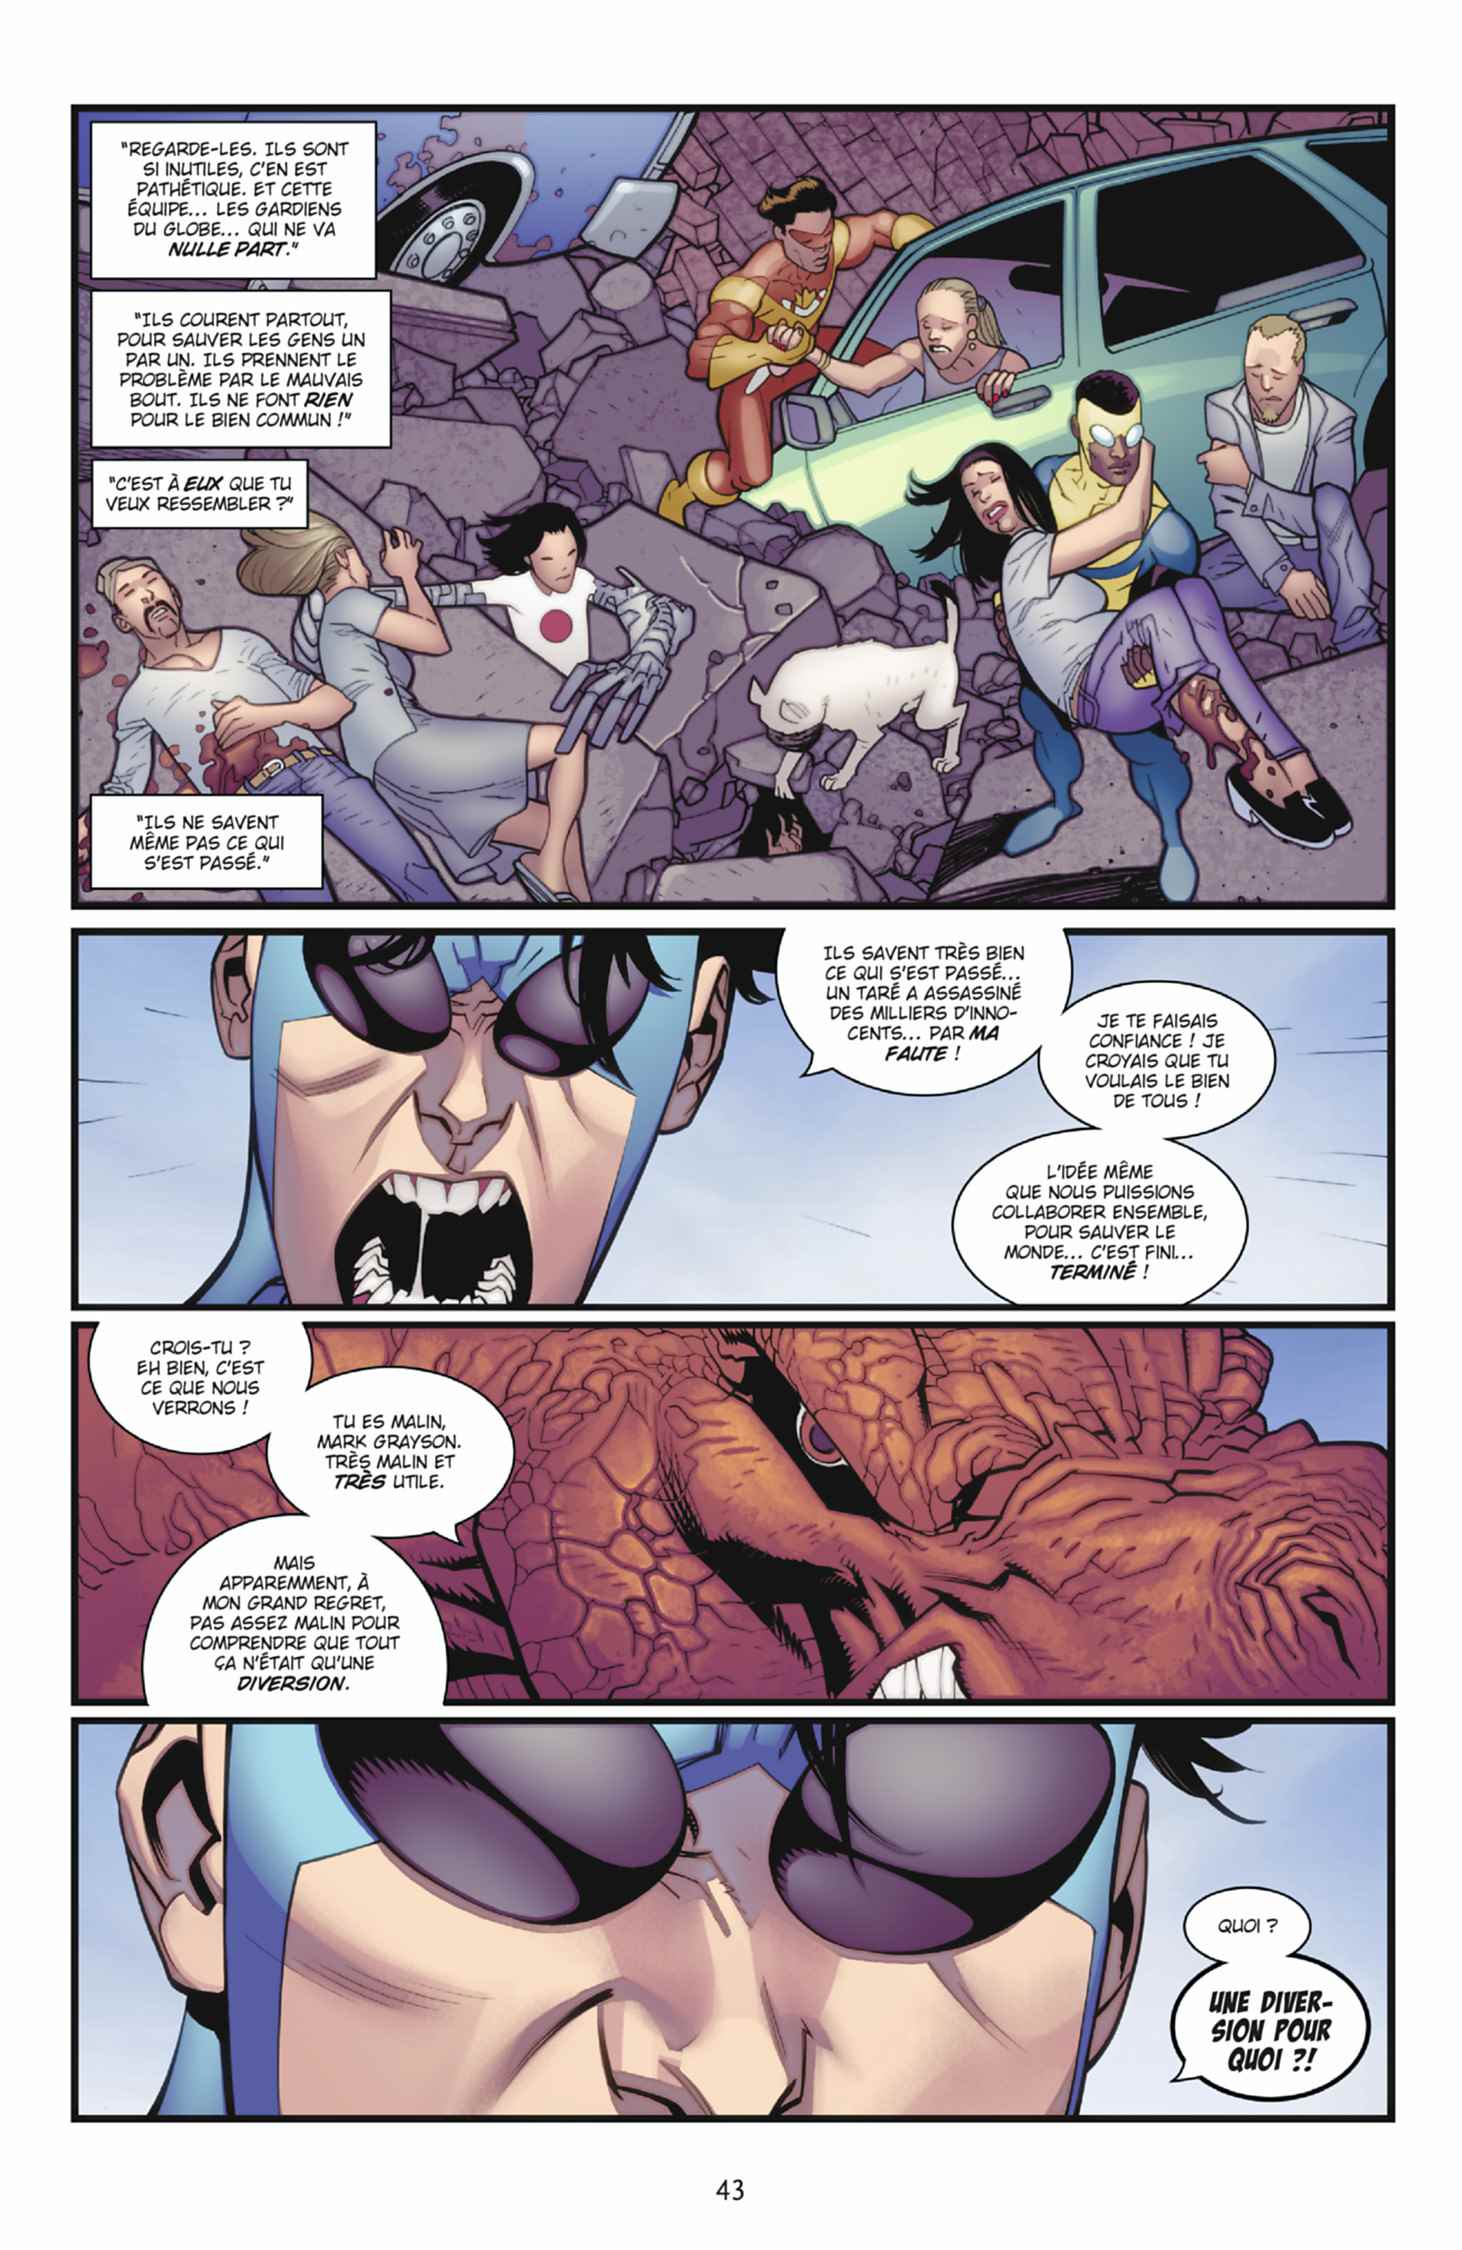 "REGARDE-LES. ILS SONT
SI INUTILES, C'EN EST
PATHÉTIQUE. ET CETTE
ÉQUIPE... LES GARDIENS
DU GLOBE... QUI NE VA
NULLE PART."
"ILS COURENT PARTOUT,
POUR SAUVER LES GENS UN
PAR UN. ILS PRENNENT LE
PROBLÈME PAR LE MAUVAIS
BOUT. ILS NE FONT RIEN
POUR LE BIEN COMMUN !"
"C'EST À EUX QUE TU
VEUX RESSEMBLER ?"
"ILS NE SAVENT
MÊME PAS CE QUI
S'EST PASSÉ."
ILS SAVENT TRÈS BIEN
CE QUI S'EST PASSÉ...
UN TARÉ A ASSASSINÉ
DES MILLIERS D'INNO-
CENTS... PAR MA
FAUTE !
JE TE FAISAIS
CONFIANCE ! JE
CROYAIS QUE TU
VOULAIS LE BIEN
DE TOUS !
L'IDÉE MÊME
QUE NOUS PUISSIONS
COLLABORER ENSEMBLE,
POUR SAUVER LE
MONDE... C'EST FINI...
TERMINÉ !
CROIS-TU ?
EH BIEN, C'EST
CE QUE NOUS
VERRONS !
TU ES MALIN,
MARK GRAYSON.
TRÈS MALIN ET
TRÈS UTILE.
MAIS
APPAREMMENT, À
MON GRAND REGRET,
PAS ASSEZ MALIN POUR
COMPRENDRE QUE TOUT
ÇA N'ÉTAIT QU'UNE
DIVERSION.
QUOI ?
UNE DIVER-
SION POUR
QUOI ?!
43